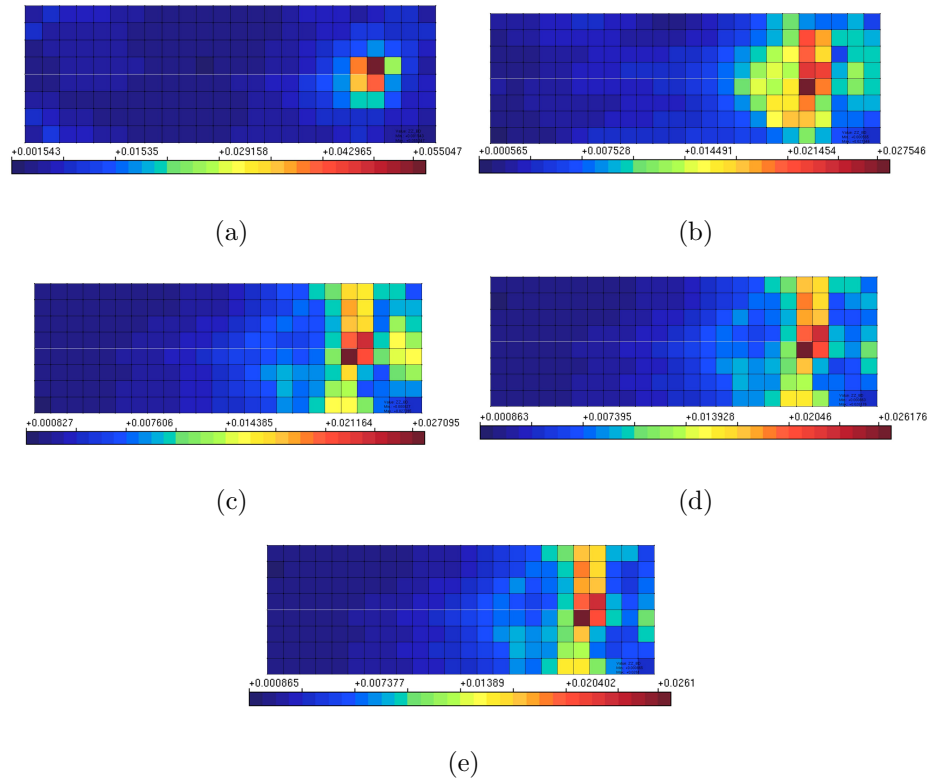 +0.001543 +0.01535 +0.029158 +0.042965 +0.055047
(a)
+0.000565 +0.007528 +0.014491 +0.021454 +0.027546
(b)
+0.000827 +0.007606 +0.014385 +0.021164 +0.027095
(c)
+0.000863 +0.007395 +0.013928 +0.02046 +0.026176
(d)
+0.000865 +0.007377 +0.01389 +0.020402 +0.0261
(e)